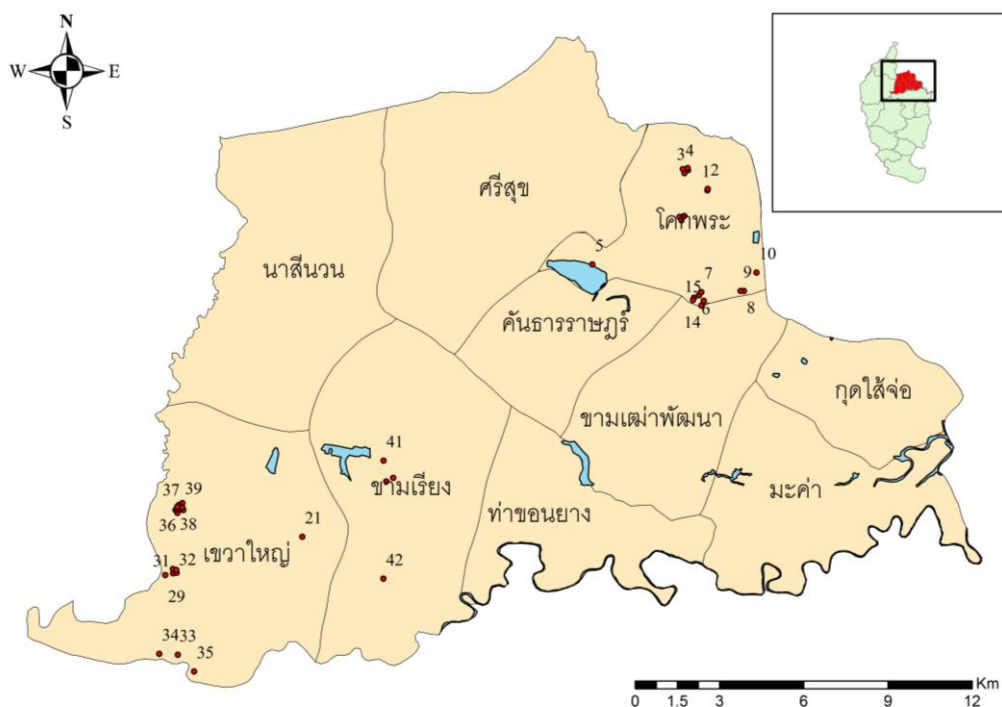 N
W E
S
ศรีสุข
34
12
โคกพระ
นาสีนวน
5
10
7
9
15
6
8
14
คันธารราษฎร์
กุดใส้จ่อ
ขามเฒ่าพัฒนา
41
ขามเรียง
มะค่า
37 39
36 38
ท่าขอนยาง
21
เขวาใหญ่
31 32
29
42
3433
35
Km
0 1.5 3 6 9 12